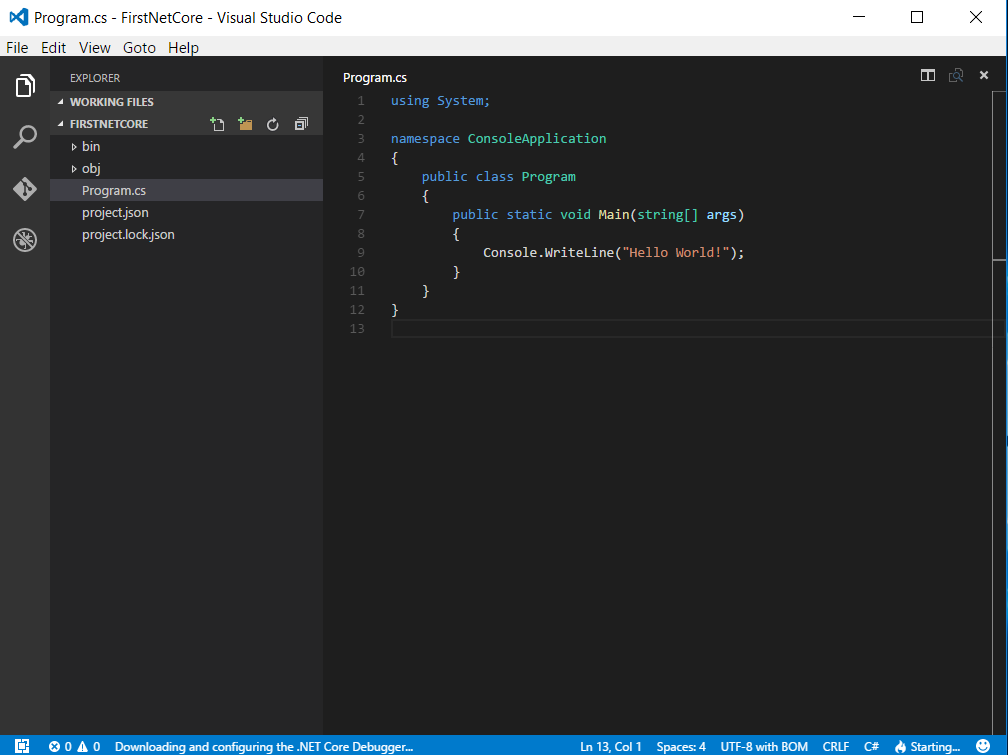 Program.cs - FirstNetCore - Visual Studio Code
File Edit View Goto Help
EXPLORER
WORKING FILES
FIRSTNETCORE
bin
obj
Program.cs
project.json
project.lock.json
Program.cs
1 using System;
2
3 namespace ConsoleApplication
4 {
5     public class Program
6     {
7         public static void Main(string[] args)
8         {
9             Console.WriteLine("Hello World!");
10         }
11     }
12 }
13
0 0 Downloading and configuring the .NET Core Debugger... Ln 13, Col 1 Spaces: 4 UTF-8 with BOM CRLF C# Starting...